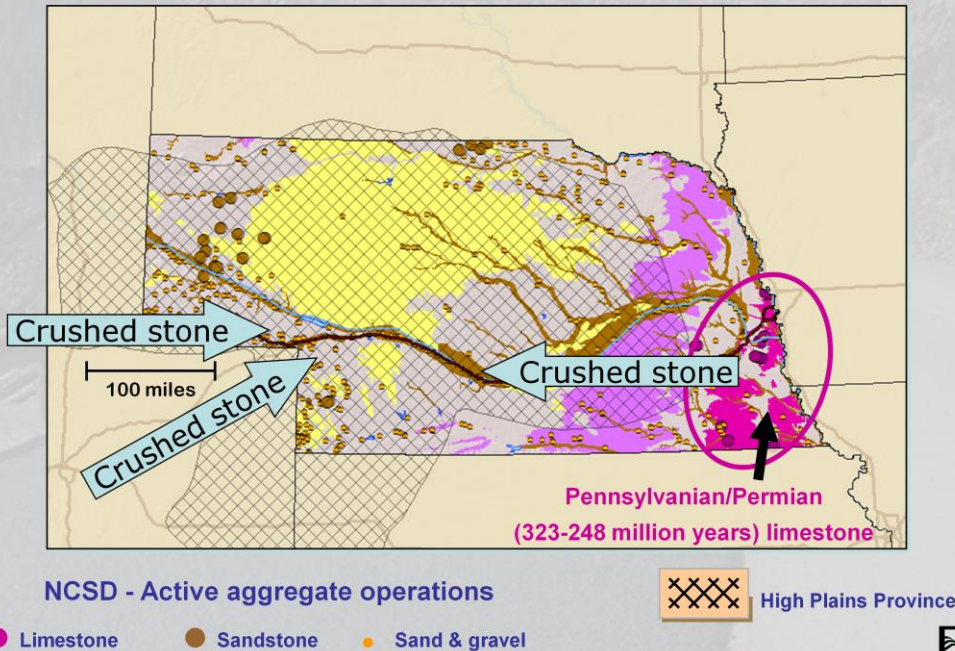 Crushed stone
Crushed stone
Crushed stone
100 miles
Pennsylvanian/Permian
(323-248 million years) limestone
NCSD - Active aggregate operations
High Plains Province
Limestone
Sandstone
Sand & gravel